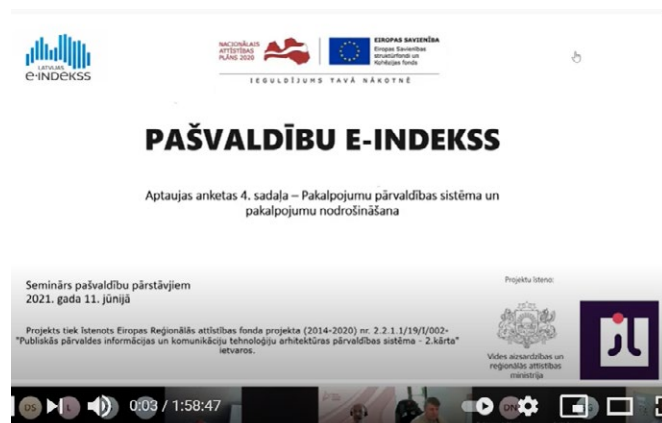 LATVIJAS
e-INDEKSS
NACIONĀLAIS
ATTĪSTĪBAS
PLĀNS 2020
EIROPAS SAVIENĪBA
Eiropas Savienības
struktūrfondi un
Kohēzijas fonds
IEGULDĪJUMS TAVĀ NĀKOTNĒ
PAŠVALDĪBU E-INDEKSS
Aptaujas anketas 4. sadaļa – Pakalpojumu pārvaldības sistēma un
pakalpojumu nodrošināšana
Seminārs pašvaldību pārstāvjiem
2021. gada 11. jūnijā
Projektu īsteno:
Projekts tiek īstenots Eiropas Reģionālās attīstības fonda projekta (2014-2020) nr. 2.2.1.1/19/I/002-
"Publiskās pārvaldes informācijas un komunikāciju tehnoloģiju arhitektūras pārvaldības sistēma - 2.kārta"
ietvaros.
Vides aizsardzības un
reģionālās attīstības
ministrija
jL
DS
L
0:03 / 1:58:47
DN
G